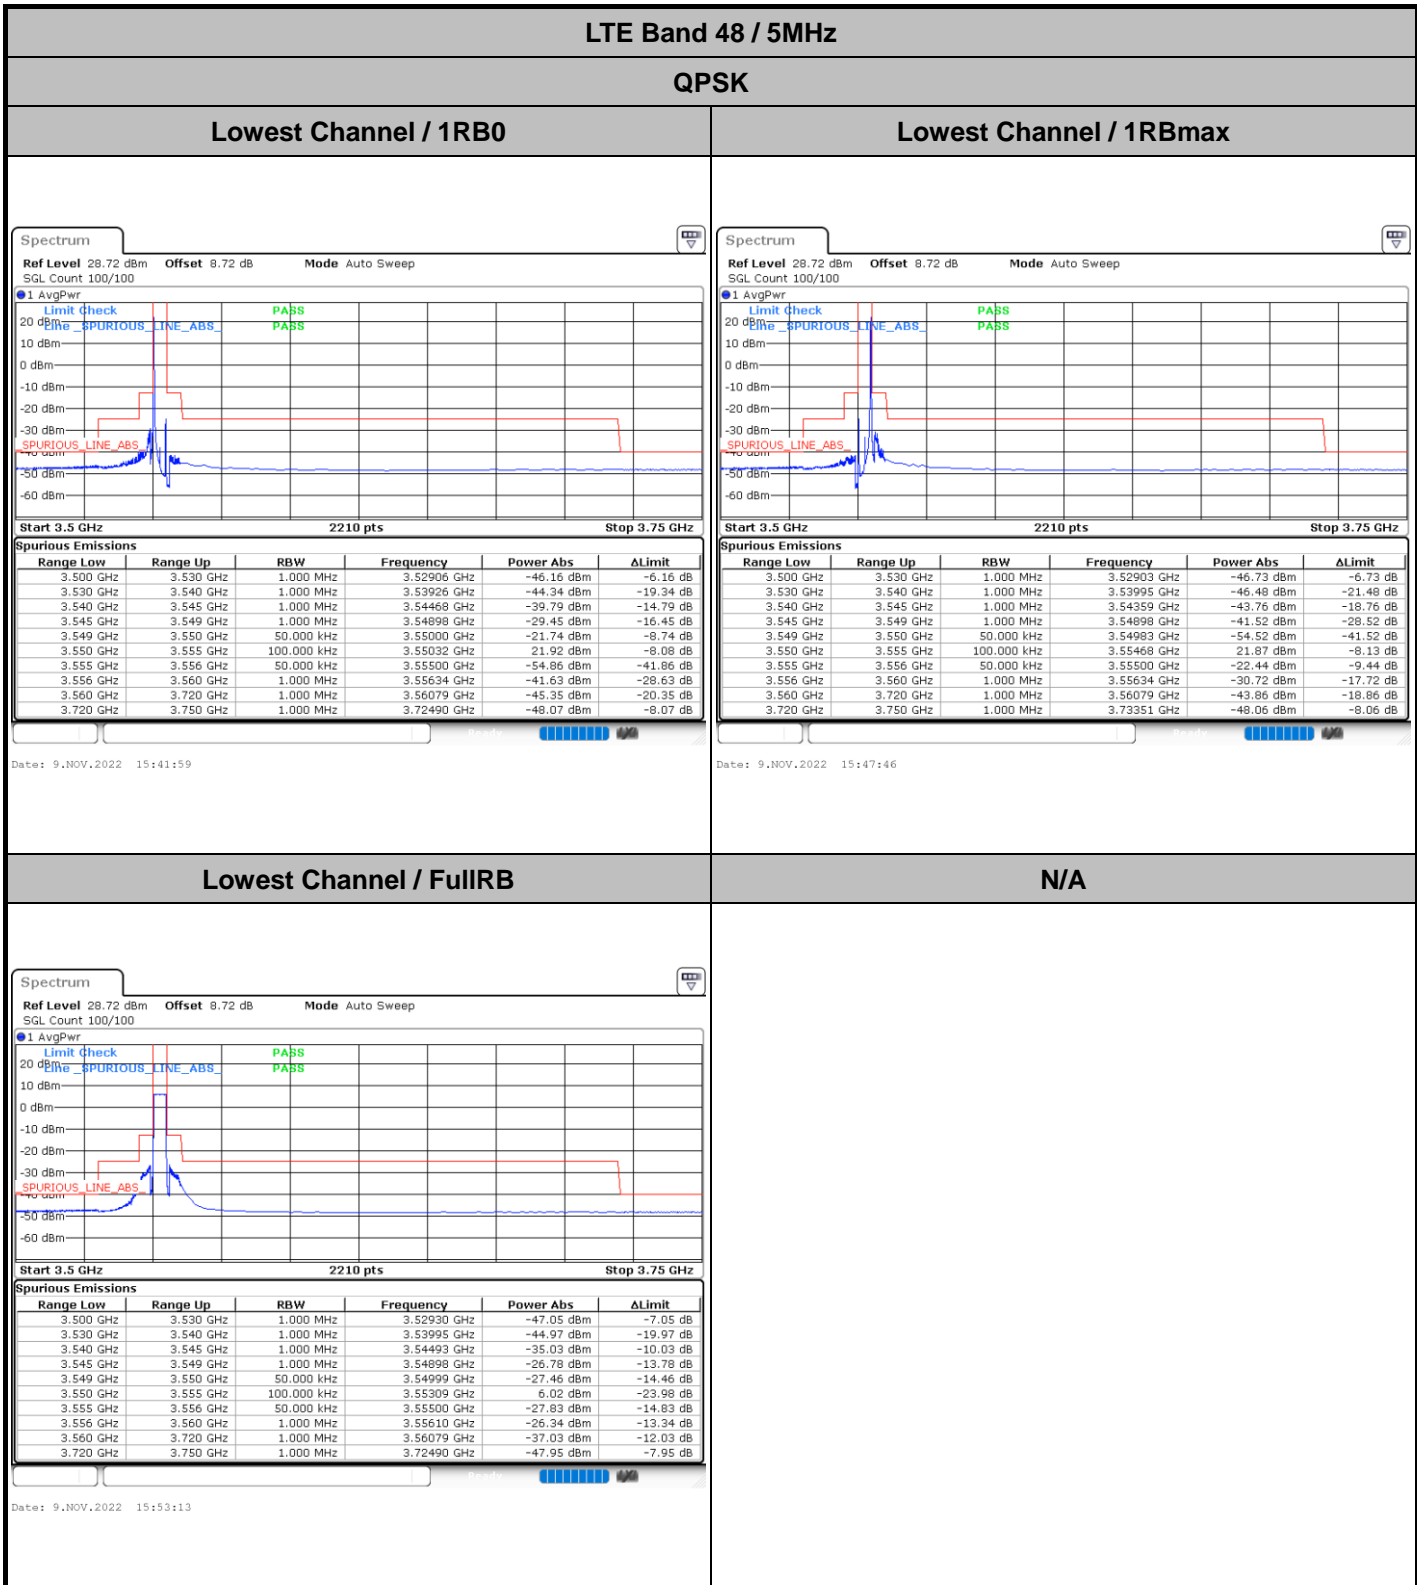 LTE Band 48 / 5MHz
QPSK
Lowest Channel / 1RB0
Lowest Channel / 1RBmax
Spectrum
Ref Level 28.72 dBm Offset 8.72 dB Mode Auto Sweep
SGL Count 100/100
1 AvgPwr
Limit Check PASS
20 dBm
Line _SPURIOUS_LINE_ABS_ PASS
10 dBm
0 dBm
-10 dBm
-20 dBm
-30 dBm
_SPURIOUS_LINE_ABS_
-40 dBm
-50 dBm
-60 dBm
Start 3.5 GHz 2210 pts Stop 3.75 GHz
Spurious Emissions
Range Low Range Up RBW Frequency Power Abs ΔLimit
3.500 GHz 3.530 GHz 1.000 MHz 3.52906 GHz -46.16 dBm -6.16 dB
3.530 GHz 3.540 GHz 1.000 MHz 3.53926 GHz -44.34 dBm -19.34 dB
3.540 GHz 3.545 GHz 1.000 MHz 3.54468 GHz -39.79 dBm -14.79 dB
3.545 GHz 3.549 GHz 1.000 MHz 3.54898 GHz -29.45 dBm -16.45 dB
3.549 GHz 3.550 GHz 50.000 kHz 3.55000 GHz -21.74 dBm -8.74 dB
3.550 GHz 3.555 GHz 100.000 kHz 3.55032 GHz 21.92 dBm -8.08 dB
3.555 GHz 3.556 GHz 50.000 kHz 3.55500 GHz -54.86 dBm -41.86 dB
3.556 GHz 3.560 GHz 1.000 MHz 3.55634 GHz -41.63 dBm -28.63 dB
3.560 GHz 3.720 GHz 1.000 MHz 3.56079 GHz -45.35 dBm -20.35 dB
3.720 GHz 3.750 GHz 1.000 MHz 3.72490 GHz -48.07 dBm -8.07 dB
Ready
Date: 9.NOV.2022 15:41:59
Spectrum
Ref Level 28.72 dBm Offset 8.72 dB Mode Auto Sweep
SGL Count 100/100
1 AvgPwr
Limit Check PASS
20 dBm
Line _SPURIOUS_LINE_ABS_ PASS
10 dBm
0 dBm
-10 dBm
-20 dBm
-30 dBm
_SPURIOUS_LINE_ABS_
-40 dBm
-50 dBm
-60 dBm
Start 3.5 GHz 2210 pts Stop 3.75 GHz
Spurious Emissions
Range Low Range Up RBW Frequency Power Abs ΔLimit
3.500 GHz 3.530 GHz 1.000 MHz 3.52903 GHz -46.73 dBm -6.73 dB
3.530 GHz 3.540 GHz 1.000 MHz 3.53995 GHz -46.48 dBm -21.48 dB
3.540 GHz 3.545 GHz 1.000 MHz 3.54359 GHz -43.76 dBm -18.76 dB
3.545 GHz 3.549 GHz 1.000 MHz 3.54898 GHz -41.52 dBm -28.52 dB
3.549 GHz 3.550 GHz 50.000 kHz 3.54983 GHz -54.52 dBm -41.52 dB
3.550 GHz 3.555 GHz 100.000 kHz 3.55468 GHz 21.87 dBm -8.13 dB
3.555 GHz 3.556 GHz 50.000 kHz 3.55500 GHz -22.44 dBm -9.44 dB
3.556 GHz 3.560 GHz 1.000 MHz 3.55634 GHz -30.72 dBm -17.72 dB
3.560 GHz 3.720 GHz 1.000 MHz 3.56079 GHz -43.86 dBm -18.86 dB
3.720 GHz 3.750 GHz 1.000 MHz 3.73351 GHz -48.06 dBm -8.06 dB
Ready
Date: 9.NOV.2022 15:47:46
Lowest Channel / FullRB
N/A
Spectrum
Ref Level 28.72 dBm Offset 8.72 dB Mode Auto Sweep
SGL Count 100/100
1 AvgPwr
Limit Check PASS
20 dBm
Line _SPURIOUS_LINE_ABS_ PASS
10 dBm
0 dBm
-10 dBm
-20 dBm
-30 dBm
_SPURIOUS_LINE_ABS_
-40 dBm
-50 dBm
-60 dBm
Start 3.5 GHz 2210 pts Stop 3.75 GHz
Spurious Emissions
Range Low Range Up RBW Frequency Power Abs ΔLimit
3.500 GHz 3.530 GHz 1.000 MHz 3.52930 GHz -47.05 dBm -7.05 dB
3.530 GHz 3.540 GHz 1.000 MHz 3.53995 GHz -44.97 dBm -19.97 dB
3.540 GHz 3.545 GHz 1.000 MHz 3.54493 GHz -35.03 dBm -10.03 dB
3.545 GHz 3.549 GHz 1.000 MHz 3.54898 GHz -26.78 dBm -13.78 dB
3.549 GHz 3.550 GHz 50.000 kHz 3.54999 GHz -27.46 dBm -14.46 dB
3.550 GHz 3.555 GHz 100.000 kHz 3.55309 GHz 6.02 dBm -23.98 dB
3.555 GHz 3.556 GHz 50.000 kHz 3.55500 GHz -27.83 dBm -14.83 dB
3.556 GHz 3.560 GHz 1.000 MHz 3.55610 GHz -26.34 dBm -13.34 dB
3.560 GHz 3.720 GHz 1.000 MHz 3.56079 GHz -37.03 dBm -12.03 dB
3.720 GHz 3.750 GHz 1.000 MHz 3.72490 GHz -47.95 dBm -7.95 dB
Ready
Date: 9.NOV.2022 15:53:13